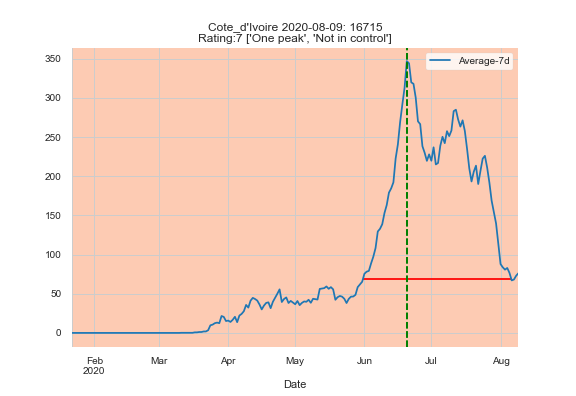 Cote_d'Ivoire 2020-08-09: 16715
Rating:7 ['One peak', 'Not in control']
Average-7d
350
300
250
200
150
100
50
0
Feb Mar Apr May Jun Jul Aug
2020
Date